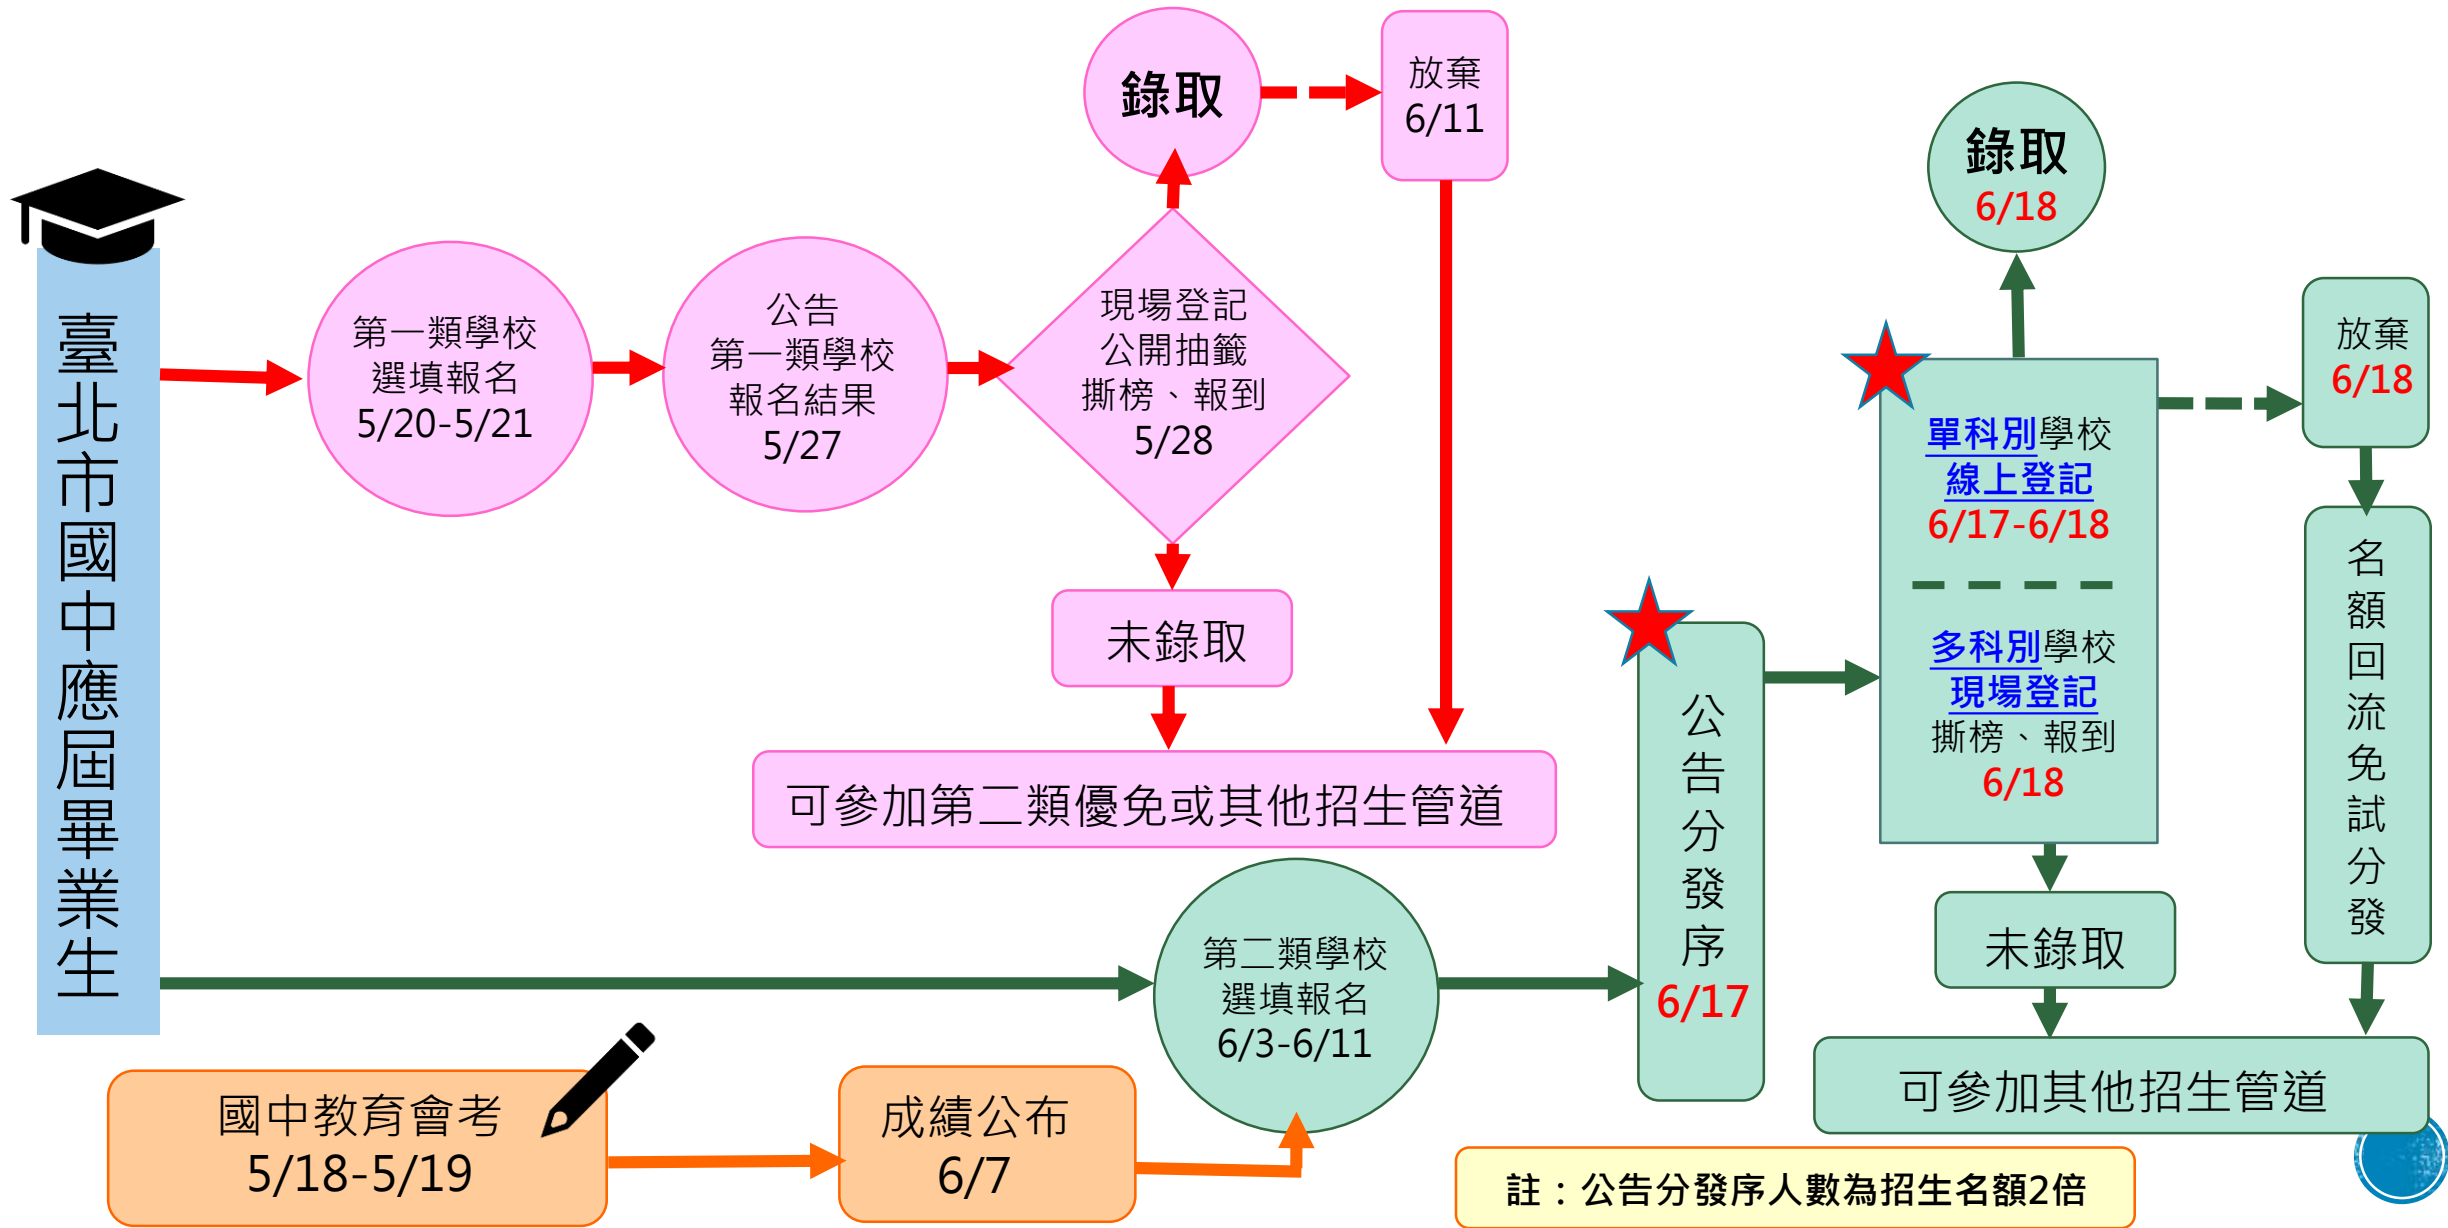 臺北市國中應屆畢業生
第一類學校
選填報名
5/20-5/21
公告
第一類學校
報名結果
5/27
現場登記
公開抽籤
撕榜、報到
5/28
錄取
放棄
6/11
未錄取
可參加第二類優免或其他招生管道
國中教育會考
5/18-5/19
成績公布
6/7
第二類學校
選填報名
6/3-6/11
公告分發序
6/17
單科別學校
線上登記
6/17-6/18
多科別學校
現場登記
撕榜、報到
6/18
錄取
6/18
放棄
6/18
名額回流免試分發
未錄取
可參加其他招生管道
註：公告分發序人數為招生名額2倍